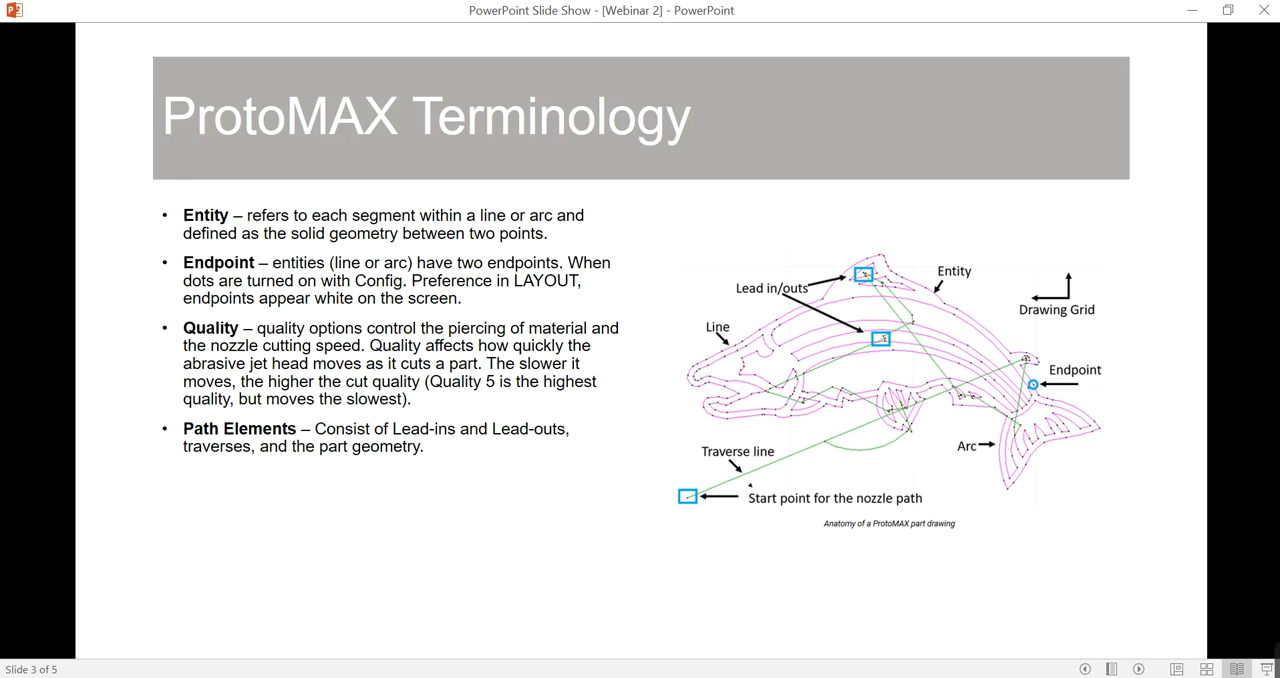 PowerPoint Slide Show - [Webinar 2] - PowerPoint
ProtoMAX Terminology
• Entity – refers to each segment within a line or arc and
defined as the solid geometry between two points.
• Endpoint – entities (line or arc) have two endpoints. When
dots are turned on with Config. Preference in LAYOUT,
endpoints appear white on the screen.
• Quality – quality options control the piercing of material and
the nozzle cutting speed. Quality affects how quickly the
abrasive jet head moves as it cuts a part. The slower it
moves, the higher the cut quality (Quality 5 is the highest
quality, but moves the slowest).
• Path Elements – Consist of Lead-ins and Lead-outs,
traverses, and the part geometry.
Entity
Lead in/outs
Drawing Grid
Line
Endpoint
Arc
Traverse line
Start point for the nozzle path
Anatomy of a ProtoMAX part drawing
Slide 3 of 5